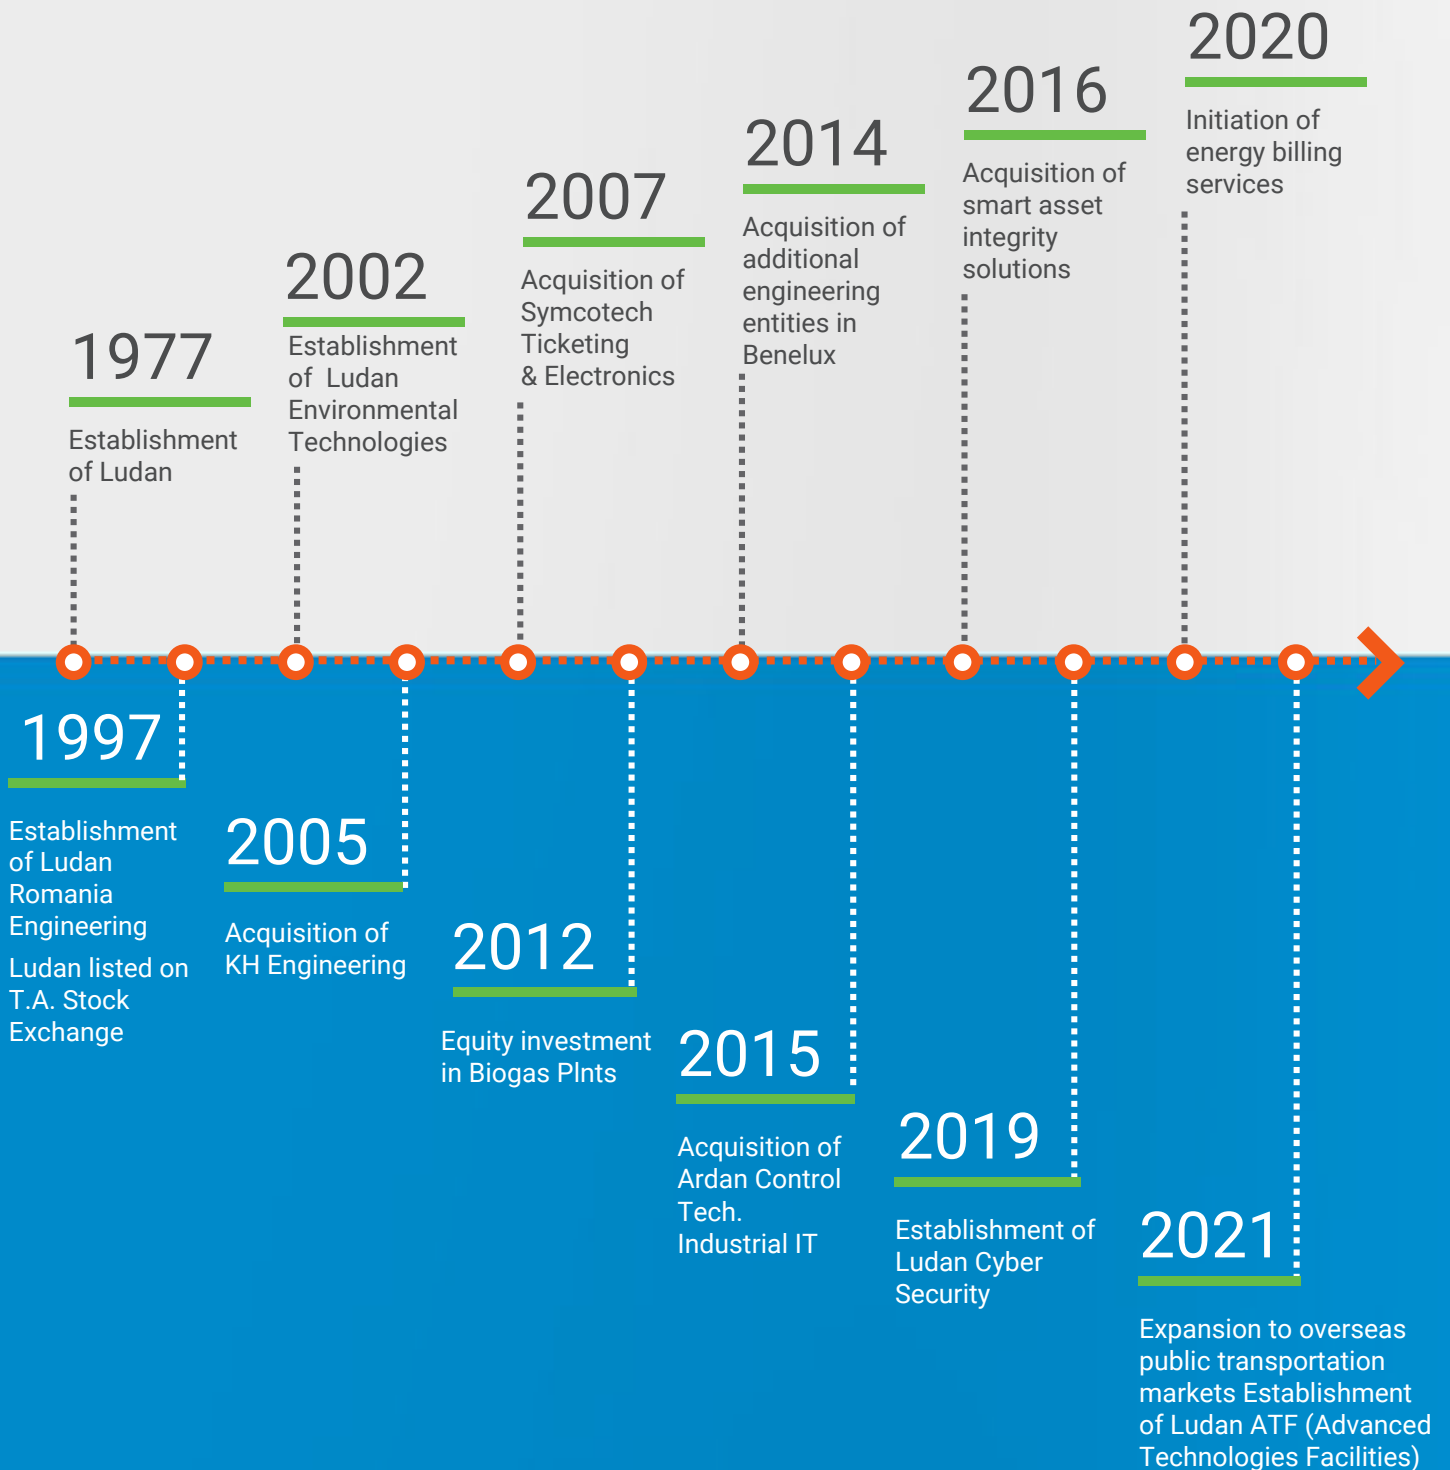 1977
Establishment
of Ludan
1997
Establishment
of Ludan
Romania
Engineering
Ludan listed on
T.A. Stock
Exchange
2002
Establishment
of Ludan
Environmental
Technologies
2005
Acquisition of
KH Engineering
2007
Acquisition of
Symcotech
Ticketing
& Electronics
2012
Equity investment
in Biogas Plnts
2014
Acquisition of
additional
engineering
entities in
Benelux
2015
Acquisition of
Ardan Control
Tech.
Industrial IT
2016
Acquisition of
smart asset
integrity
solutions
2019
Establishment of
Ludan Cyber
Security
2020
Initiation of
energy billing
services
2021
Expansion to overseas
public transportation
markets Establishment
of Ludan ATF (Advanced
Technologies Facilities)